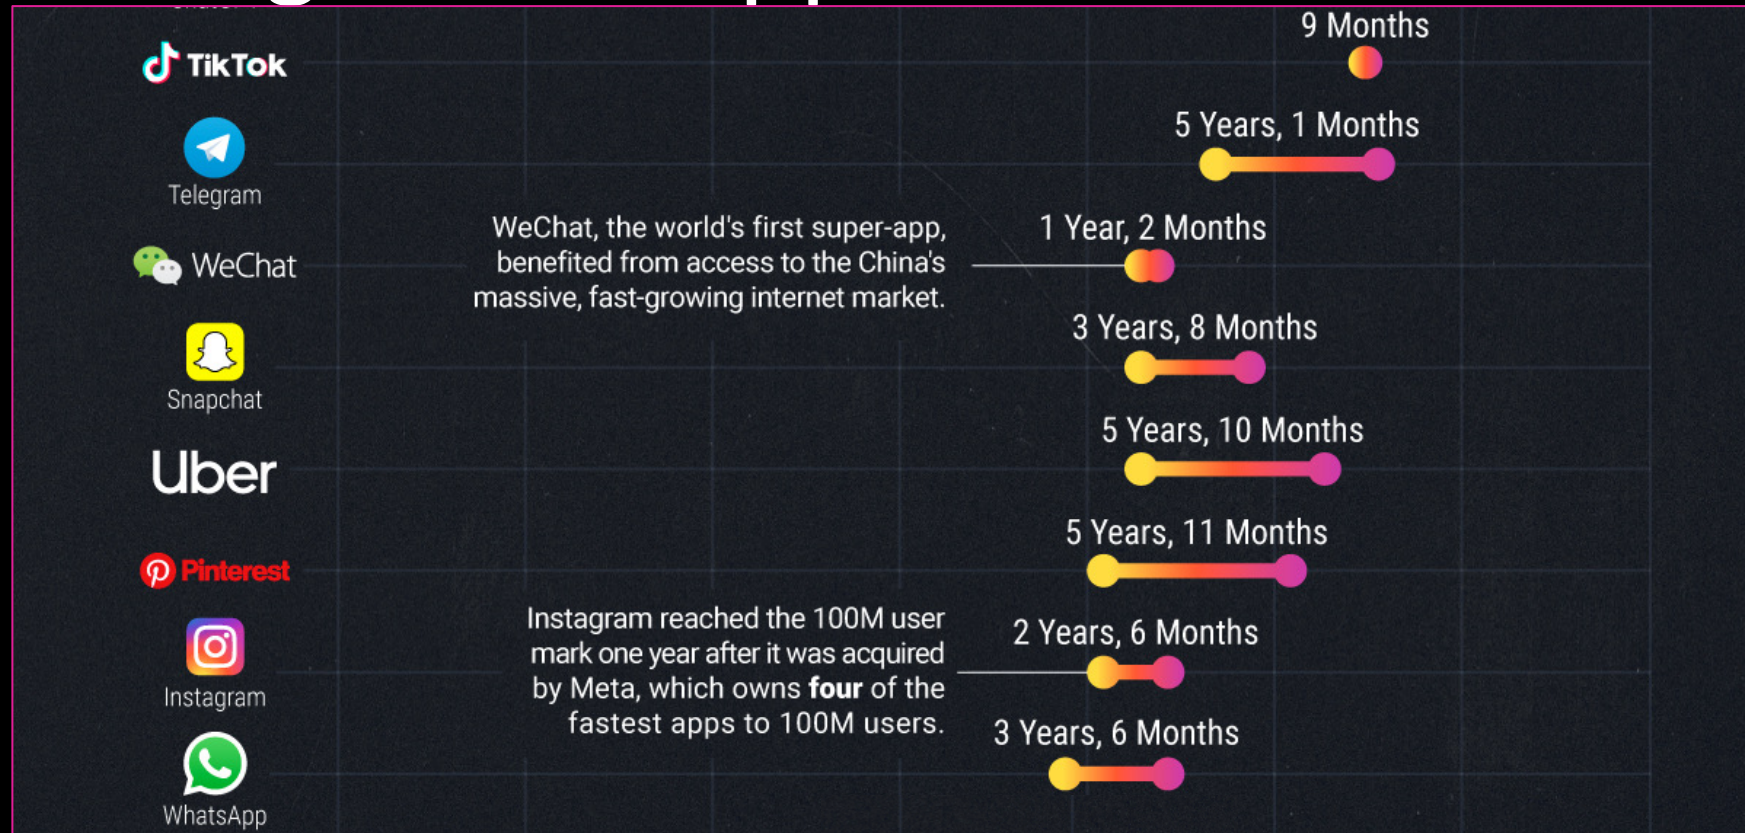 9 Months
TikTok
5 Years, 1 Months
Telegram
WeChat, the world's first super-app,
benefited from access to the China's
massive, fast-growing internet market.
1 Year, 2 Months
WeChat
3 Years, 8 Months
Snapchat
5 Years, 10 Months
Uber
5 Years, 11 Months
Pinterest
Instagram reached the 100M user
mark one year after it was acquired
by Meta, which owns four of the
fastest apps to 100M users.
2 Years, 6 Months
Instagram
3 Years, 6 Months
WhatsApp